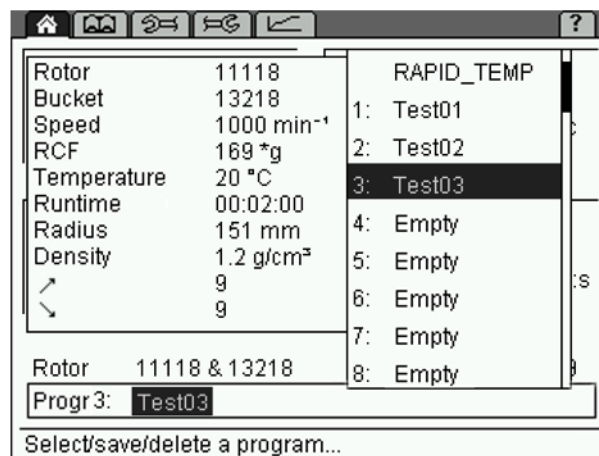 ?
Rotor 11118
Bucket 13218
Speed 1000 min⁻¹
RCF 169 *g
Temperature 20 °C
Runtime 00:02:00
Radius 151 mm
Density 1.2 g/cm³
↗ 9
↘ 9
RAPID_TEMP
1: Test01
2: Test02
3: Test03
4: Empty
5: Empty
6: Empty
7: Empty
8: Empty
:s
Rotor 11118 & 13218
Progr 3: Test03
Select/save/delete a program...